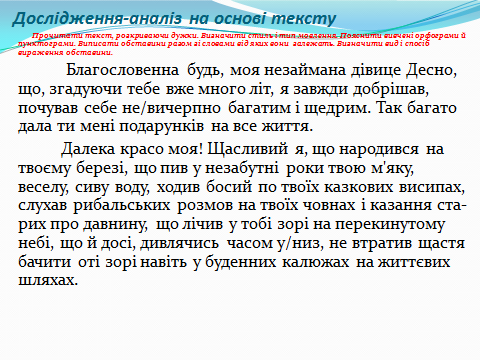 Дослідження-аналіз на основі тексту
Прочитати текст, розкриваючи дужки. Визначити стиль і тип мовлення. Пояснити вивчені орфограми й
пунктограми. Виписати обставини разом зі словами від яких вони залежать. Визначити вид і спосіб
вираження обставини.
Благословенна будь, моя незаймана дівице Десно,
що, згадуючи тебе вже много літ, я завжди добрішав,
почував себе не/вичерпно багатим і щедрим. Так багато
дала ти мені подарунків на все життя.
Далека красо моя! Щасливий я, що народився на
твоєму березі, що пив у незабутні роки твою м'яку,
веселу, сиву воду, ходив босий по твоїх казкових висипах,
слухав рибальських розмов на твоїх човнах і казання ста-
рих про давнину, що лічив у тобі зорі на перекинутому
небі, що й досі, дивлячись часом у/низ, не втратив щастя
бачити оті зорі навіть у буденних калюжах на життєвих
шляхах.